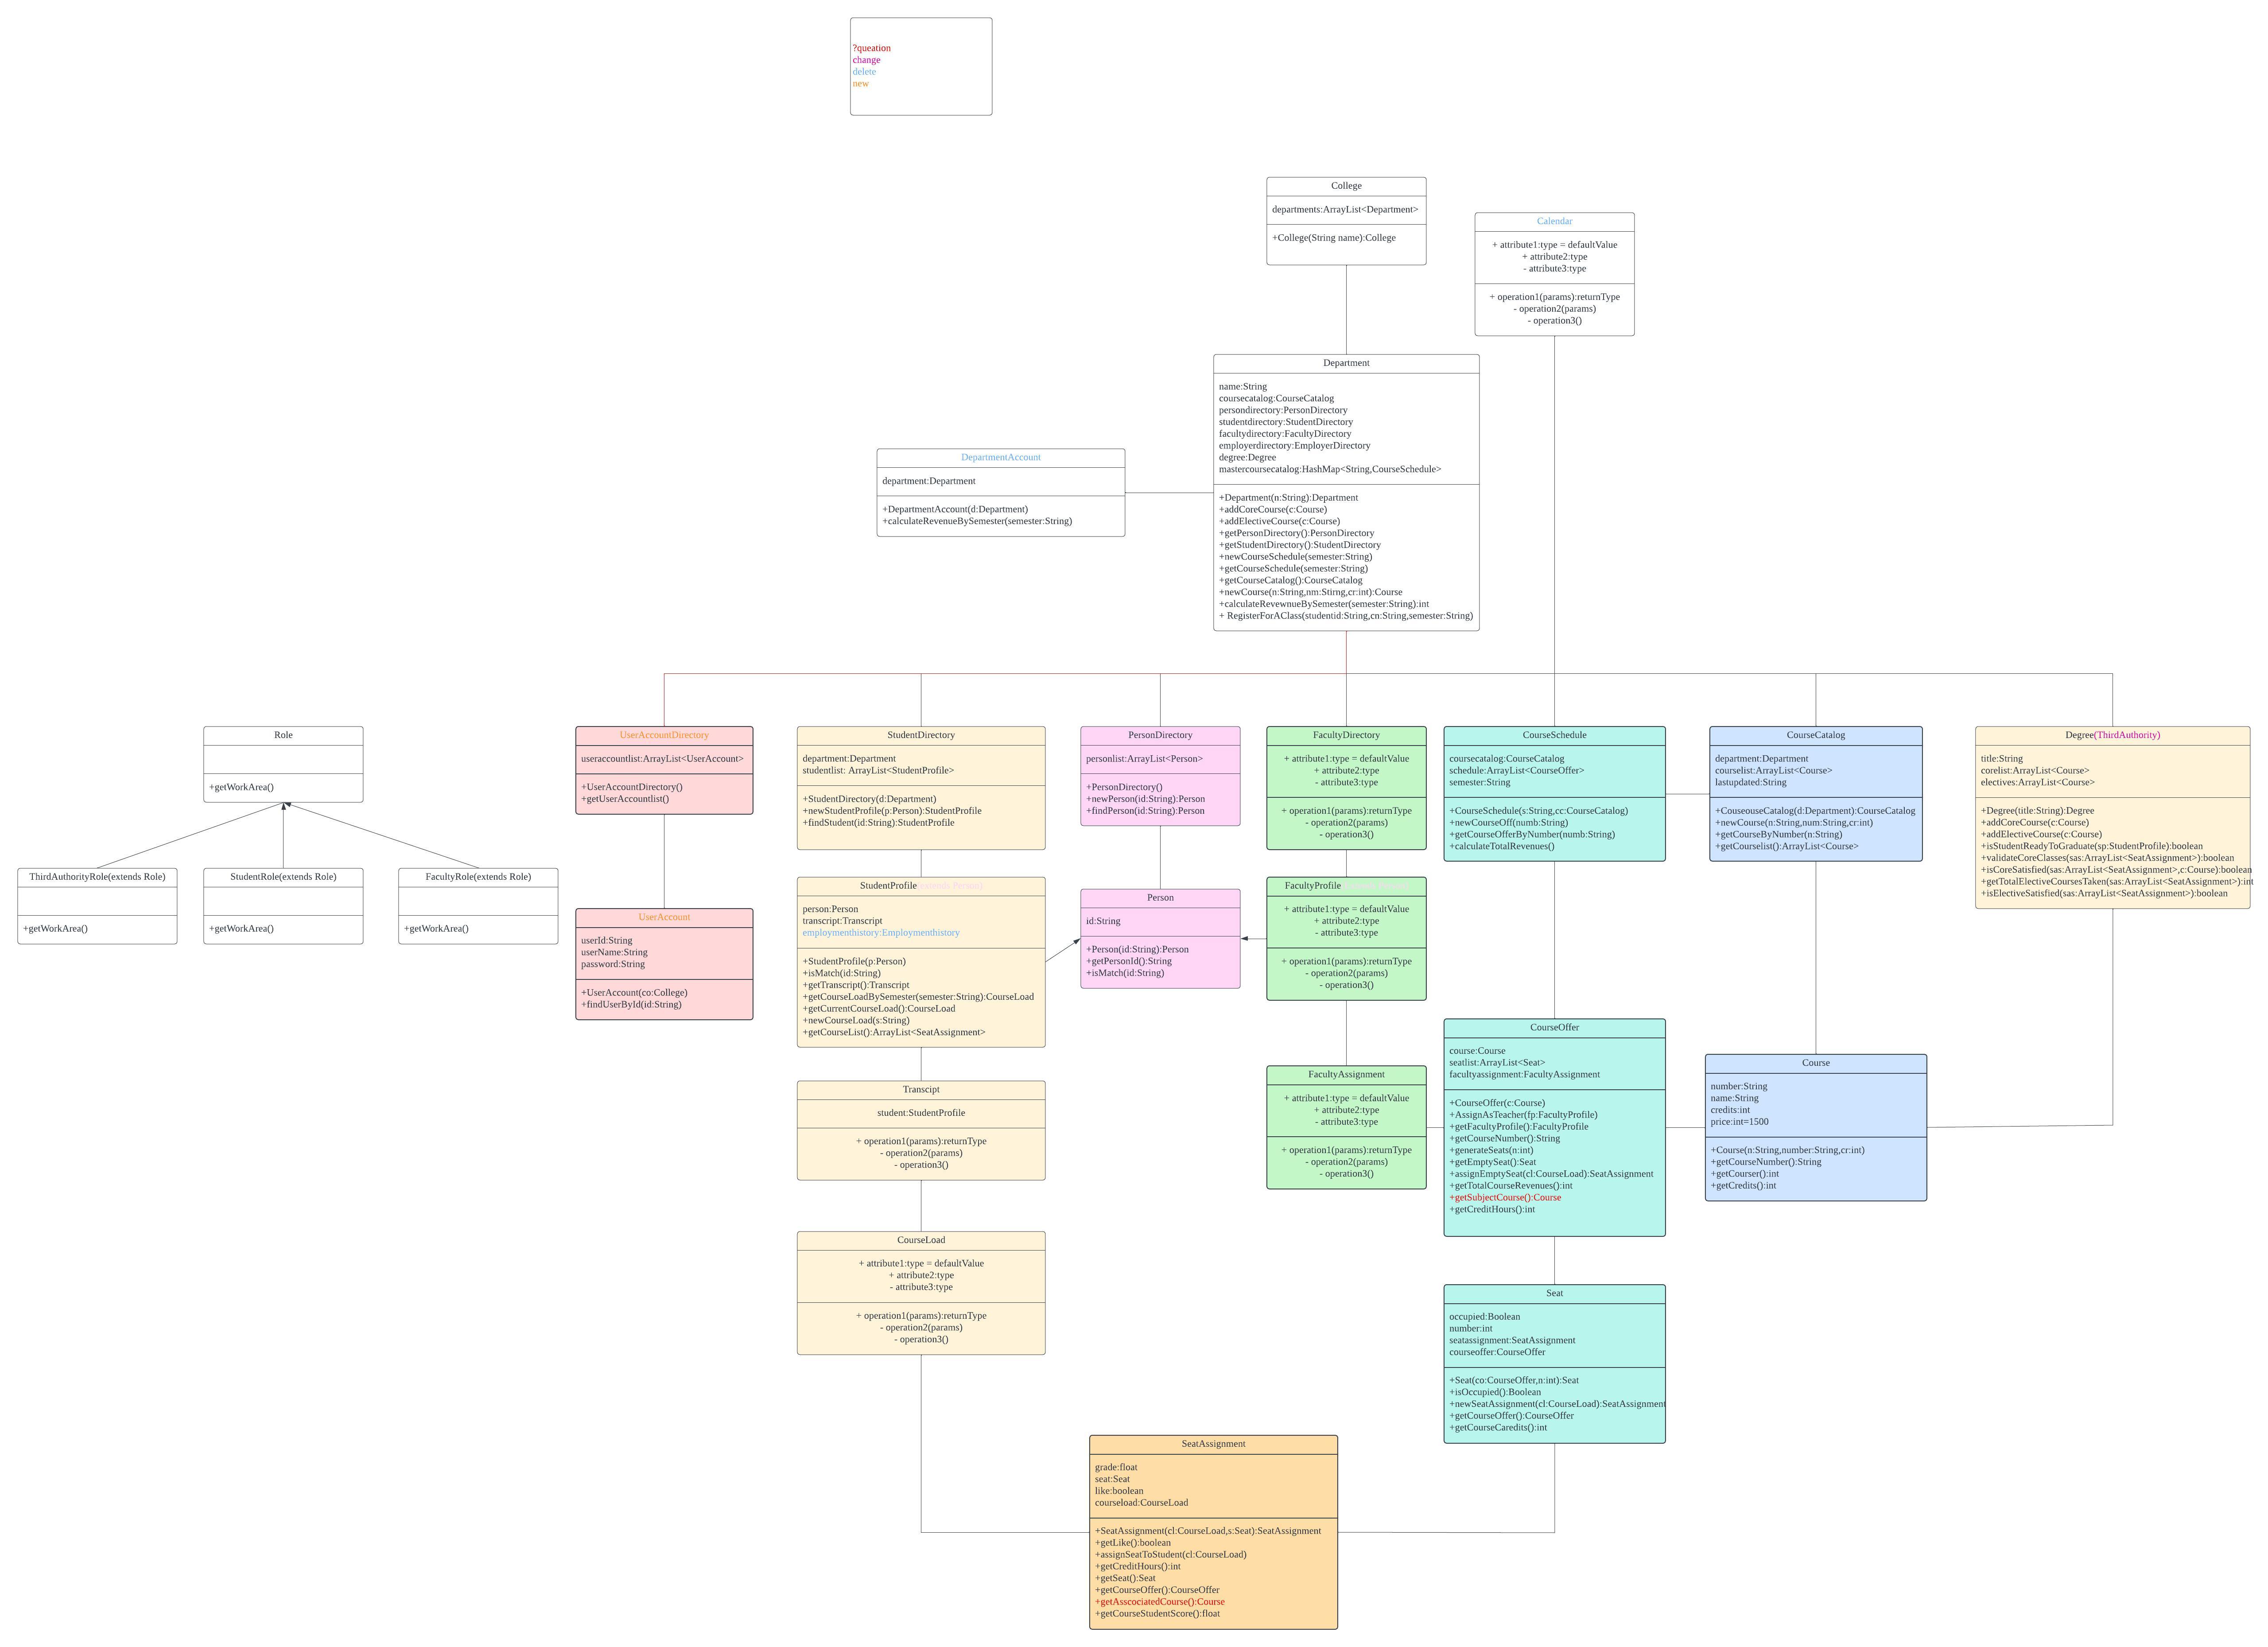 ?queation
change
delete
new
College
departments:ArrayList<Department>
+College(String name):College
Calendar
+ attribute1:type = defaultValue
+ attribute2:type
- attribute3:type
+ operation1(params):returnType
- operation2(params)
- operation3()
Department
name:String
coursecatalog:CourseCatalog
persondirectory:PersonDirectory
studentdirectory:StudentDirectory
facultydirectory:FacultyDirectory
employerdirectory:EmployerDirectory
degree:Degree
mastercoursecatalog:HashMap<String,CourseSchedule>
+Department(n:String):Department
+addCoreCourse(c:Course)
+addElectiveCourse(c:Course)
+getPersonDirectory():PersonDirectory
+getStudentDirectory():StudentDirectory
+newCourseSchedule(semester:String)
+getCourseSchedule(semester:String)
+getCourseCatalog():CourseCatalog
+newCourse(n:String,nm:Stirng,cr:int):Course
+calculateRevewnueBySemester(semester:String):int
+ RegisterForAClass(studentid:String,cn:String,semester:String)
DepartmentAccount
department:Department
+DepartmentAccount(d:Department)
+calculateRevenueBySemester(semester:String)
Role
+getWorkArea()
ThirdAuthorityRole(extends Role)
+getWorkArea()
StudentRole(extends Role)
+getWorkArea()
FacultyRole(extends Role)
+getWorkArea()
UserAccountDirectory
useraccountlist:ArrayList<UserAccount>
+UserAccountDirectory()
+getUserAccountlist()
UserAccount
userId:String
userName:String
password:String
+UserAccount(co:College)
+findUserById(id:String)
StudentDirectory
department:Department
studentlist: ArrayList<StudentProfile>
+StudentDirectory(d:Department)
+newStudentProfile(p:Person):StudentProfile
+findStudent(id:String):StudentProfile
StudentProfile
person:Person
transcript:Transcript
employmenthistory:Employmenthistory
+StudentProfile(p:Person)
+isMatch(id:String)
+getTranscript():Transcript
+getCourseLoadBySemester(semester:String):CourseLoad
+getCurrentCourseLoad():CourseLoad
+newCourseLoad(s:String)
+getCourseList():ArrayList<SeatAssignment>
Transcipt
student:StudentProfile
+ operation1(params):returnType
- operation2(params)
- operation3()
CourseLoad
+ attribute1:type = defaultValue
+ attribute2:type
- attribute3:type
+ operation1(params):returnType
- operation2(params)
- operation3()
PersonDirectory
personlist:ArrayList<Person>
+PersonDirectory()
+newPerson(id:String):Person
+findPerson(id:String):Person
Person
id:String
+Person(id:String):Person
+getPersonId():String
+isMatch(id:String)
FacultyDirectory
+ attribute1:type = defaultValue
+ attribute2:type
- attribute3:type
+ operation1(params):returnType
- operation2(params)
- operation3()
FacultyProfile
+ attribute1:type = defaultValue
+ attribute2:type
- attribute3:type
+ operation1(params):returnType
- operation2(params)
- operation3()
FacultyAssignment
+ attribute1:type = defaultValue
+ attribute2:type
- attribute3:type
+ operation1(params):returnType
- operation2(params)
- operation3()
CourseSchedule
coursecatalog:CourseCatalog
schedule:ArrayList<CourseOffer>
semester:String
+CourseSchedule(s:String,cc:CourseCatalog)
+newCourseOff(numb:String)
+getCourseOfferByNumber(numb:String)
+calculateTotalRevenues()
CourseOffer
course:Course
seatlist:ArrayList<Seat>
facultyassignment:FacultyAssignment
+CourseOffer(c:Course)
+AssignAsTeacher(fp:FacultyProfile)
+getFacultyProfile():FacultyProfile
+getCourseNumber():String
+generateSeats(n:int)
+getEmptySeat():Seat
+assignEmptySeat(cl:CourseLoad):SeatAssignment
+getTotalCourseRevenues():int
+getSubjectCourse():Course
+getCreditHours():int
Seat
occupied:Boolean
number:int
seatassignment:SeatAssignment
courseoffer:CourseOffer
+Seat(co:CourseOffer,n:int):Seat
+isOccupied():Boolean
+newSeatAssignment(cl:CourseLoad):SeatAssignment
+getCourseOffer():CourseOffer
+getCourseCaredits():int
SeatAssignment
grade:float
seat:Seat
like:boolean
courseload:CourseLoad
+SeatAssignment(cl:CourseLoad,s:Seat):SeatAssignment
+getLike():boolean
+assignSeatToStudent(cl:CourseLoad)
+getCreditHours():int
+getSeat():Seat
+getCourseOffer():CourseOffer
+getAsscociatedCourse():Course
+getCourseStudentScore():float
CourseCatalog
department:Department
courselist:ArrayList<Course>
lastupdated:String
+CouseouseCatalog(d:Department):CourseCatalog
+newCourse(n:String,num:String,cr:int)
+getCourseByNumber(n:String)
+getCourselist():ArrayList<Course>
Course
number:String
name:String
credits:int
price:int=1500
+Course(n:String,number:String,cr:int)
+getCourseNumber():String
+getCourser():int
+getCredits():int
Degree(ThirdAuthority)
title:String
corelist:ArrayList<Course>
electives:ArrayList<Course>
+Degree(title:String):Degree
+addCoreCourse(c:Course)
+addElectiveCourse(c:Course)
+isStudentReadyToGraduate(sp:StudentProfile):boolean
+validateCoreClasses(sas:ArrayList<SeatAssignment>):boolean
+isCoreSatisfied(sas:ArrayList<SeatAssignment>,c:Course):boolean
+getTotalElectiveCoursesTaken(sas:ArrayList<SeatAssignment>):int
+isElectiveSatisfied(sas:ArrayList<SeatAssignment>):boolean